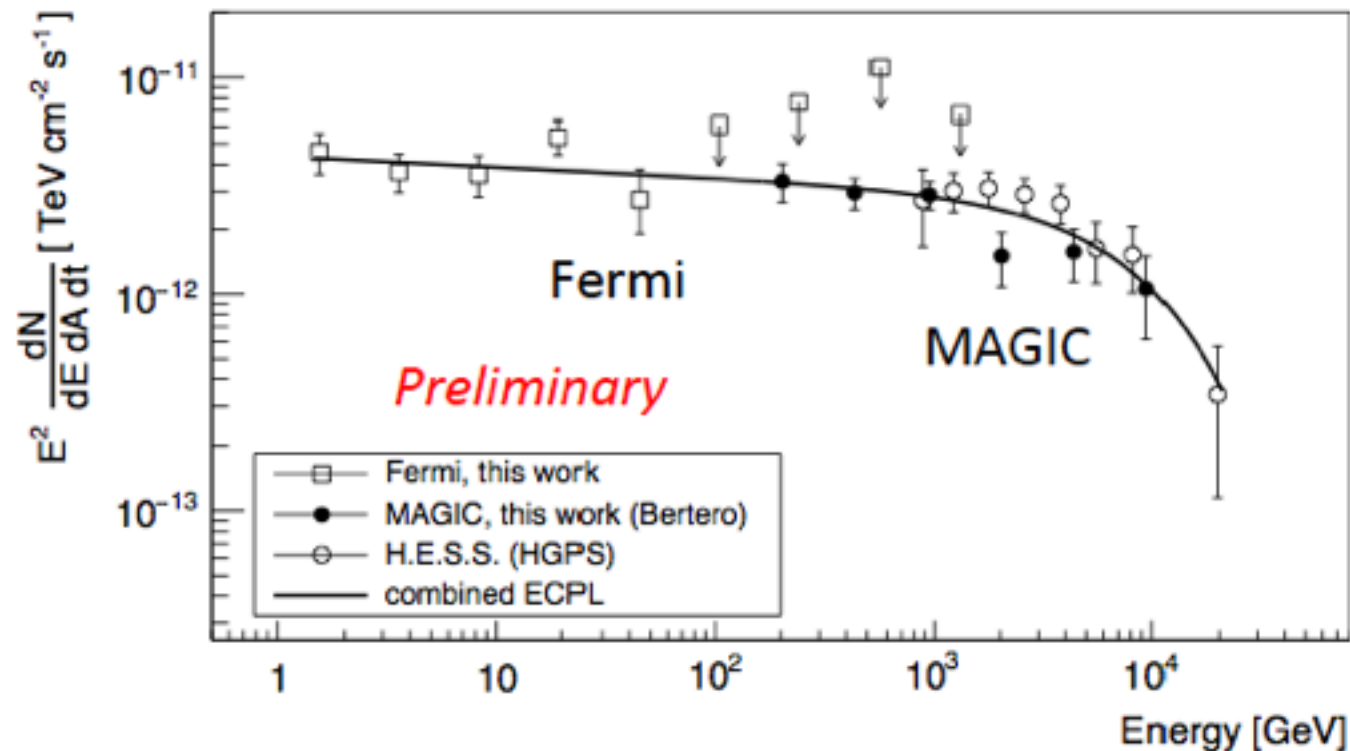 E² dN/dE dA dt [ TeV cm⁻² s⁻¹ ]
10⁻¹¹
10⁻¹²
10⁻¹³
Fermi
MAGIC
Preliminary
Fermi, this work
MAGIC, this work (Bertero)
H.E.S.S. (HGPS)
combined ECPL
1 10 10² 10³ 10⁴
Energy [GeV]